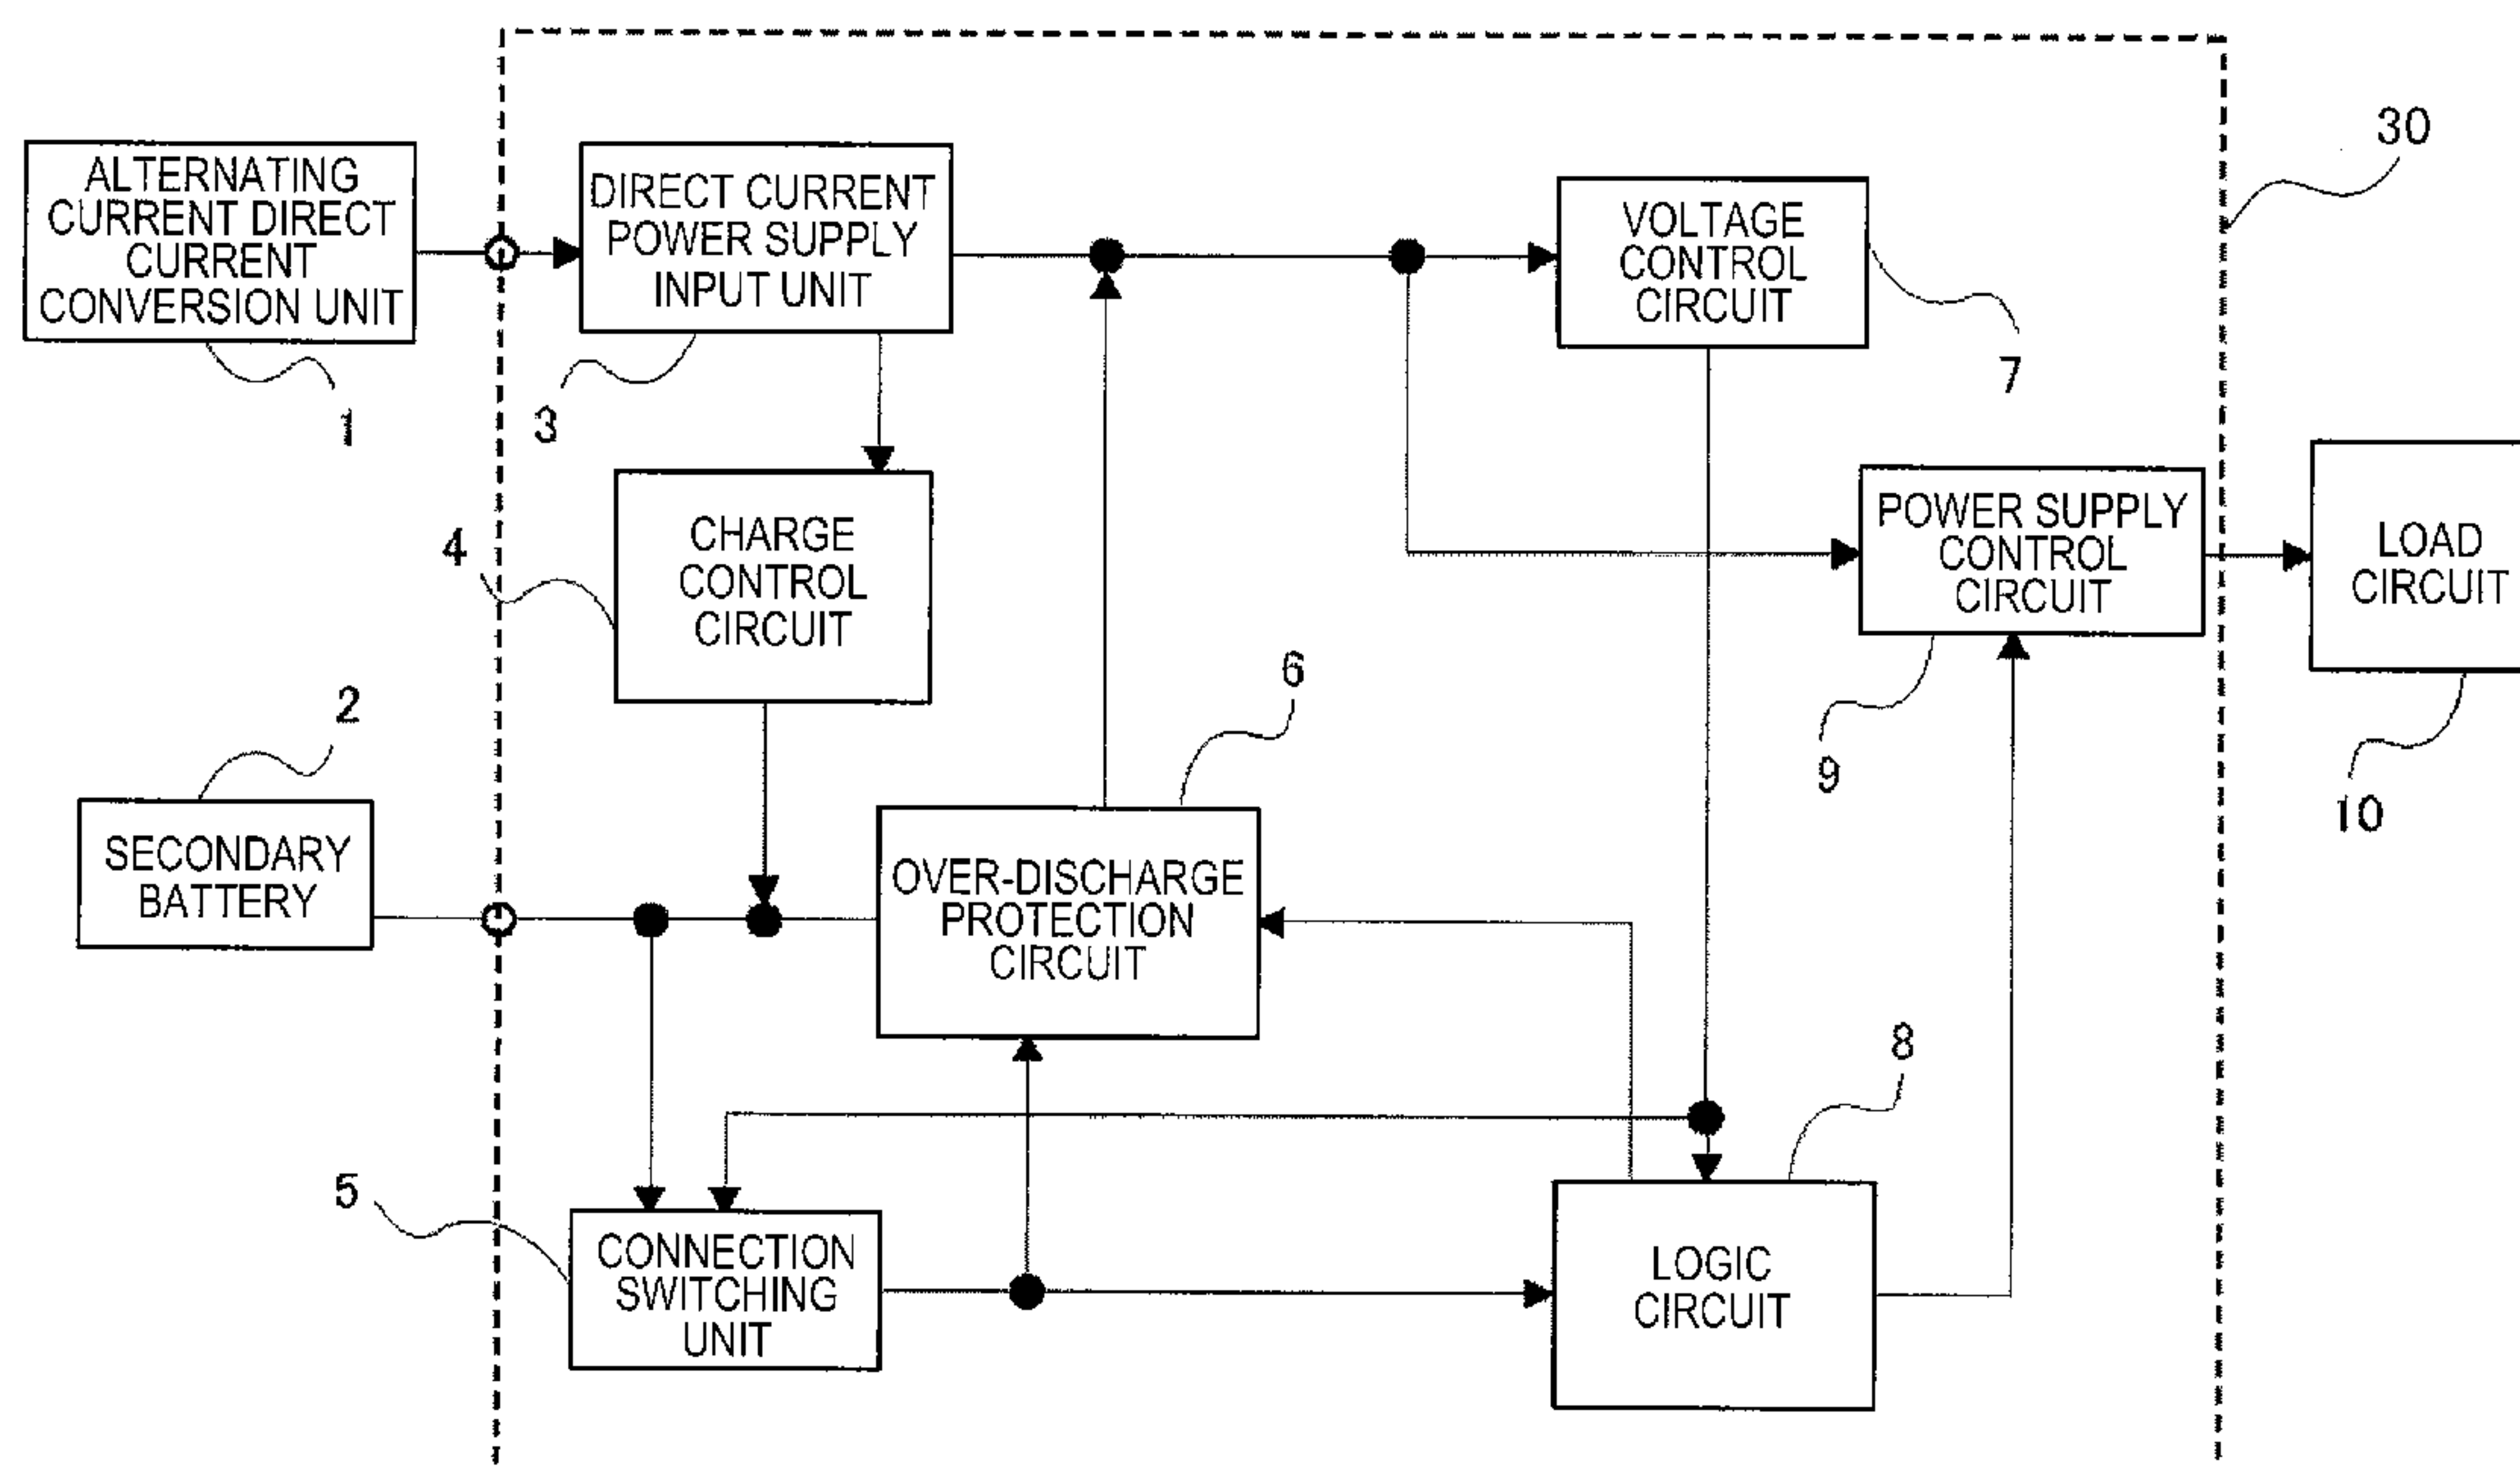 30
ALTERNATING
CURRENT DIRECT
CURRENT
CONVERSION UNIT
1
DIRECT CURRENT
POWER SUPPLY
INPUT UNIT
3
VOLTAGE
CONTROL
CIRCUIT
7
CHARGE
CONTROL
CIRCUIT
4
POWER SUPPLY
CONTROL
CIRCUIT
9
LOAD
CIRCUIT
10
2
SECONDARY
BATTERY
6
OVER-DISCHARGE
PROTECTION
CIRCUIT
8
5
CONNECTION
SWITCHING
UNIT
LOGIC
CIRCUIT